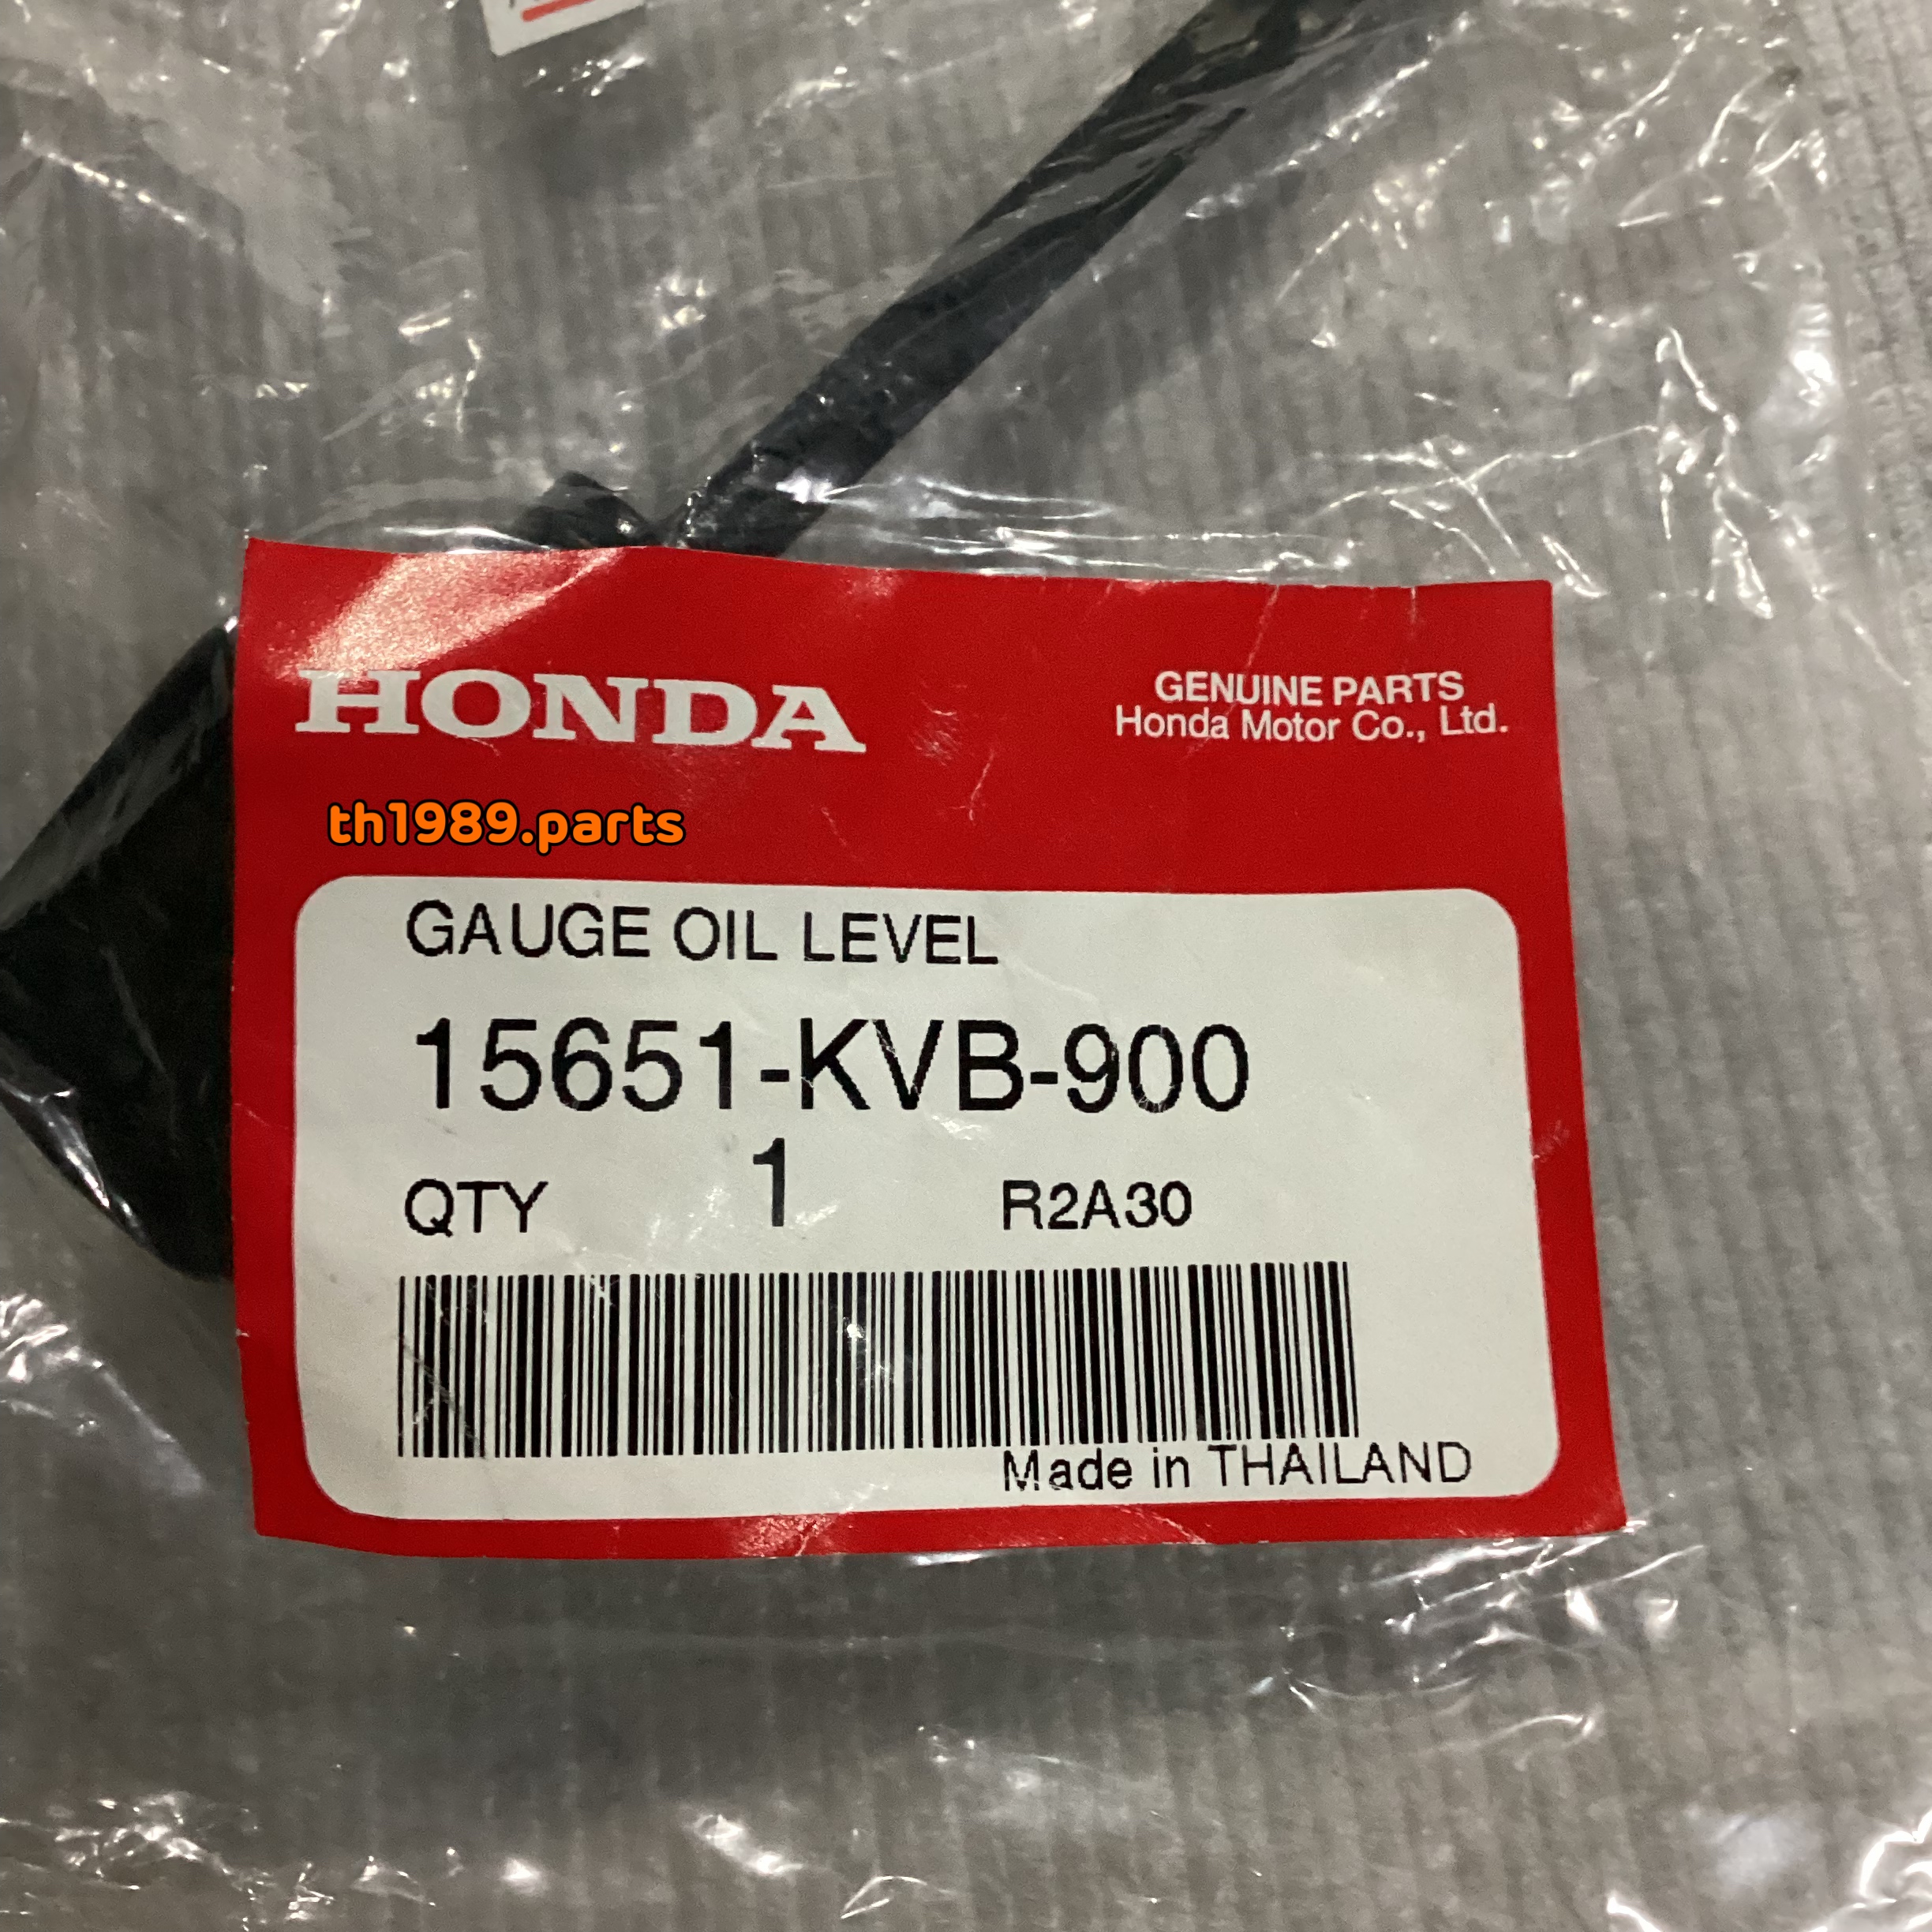 HONDA
GENUINE PARTS
Honda Motor Co., Ltd.
th1989.parts
GAUGE OIL LEVEL
15651-KVB-900
QTY 1 R2A30
Made in THAILAND